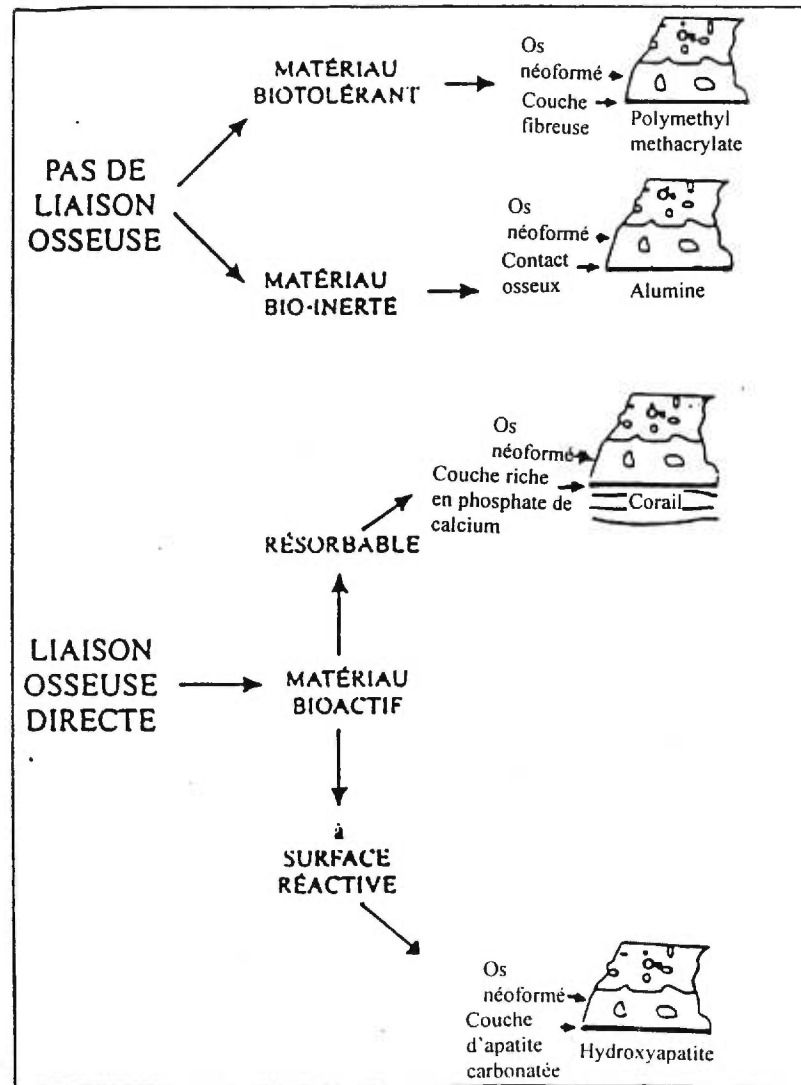 PAS DE
LIAISON
OSSEUSE
MATÉRIAU
BIOTOLÉRANT
Os
néoformé
Couche
fibreuse
Polymethyl
methacrylate
MATÉRIAU
BIO-INERTE
Os
néoformé
Contact
osseux
Alumine
LIAISON
OSSEUSE
DIRECTE
MATÉRIAU
BIOACTIF
RÉSORBABLE
Os
néoformé
Couche riche
en phosphate de
calcium
Corail
à
SURFACE
RÉACTIVE
Os
néoformé
Couche
d'apatite
carbonatée
Hydroxyapatite